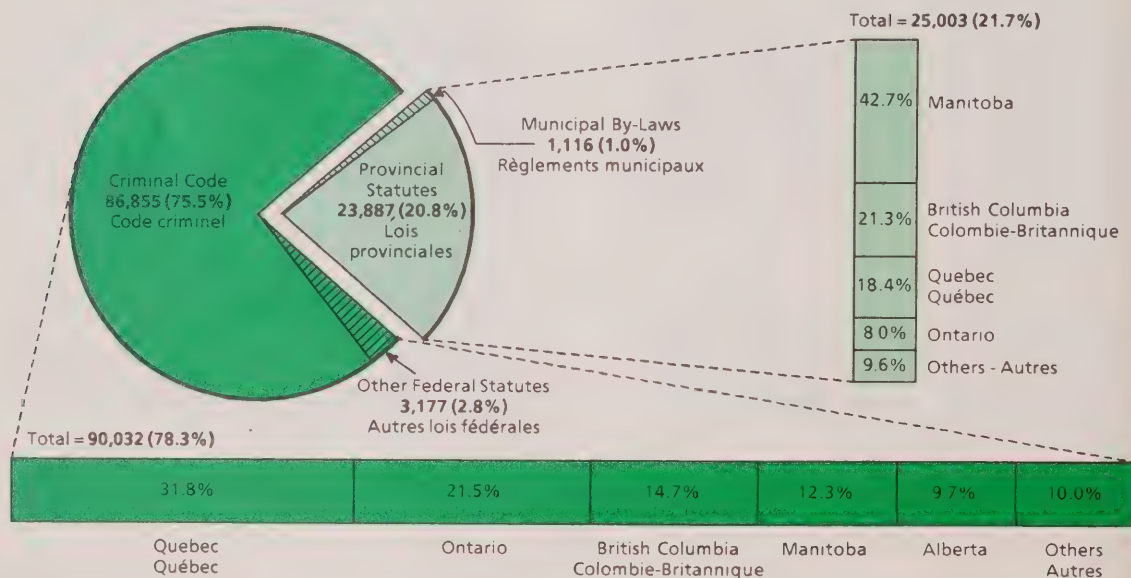 Total = 25,003 (21.7%)
42.7%
Manitoba
21.3%
British Columbia
Colombie-Britannique
18.4%
Quebec
Québec
8.0%
Ontario
9.6%
Others - Autres
Municipal By-Laws
1,116 (1.0%)
Règlements municipaux
Provincial
Statutes
23,887 (20.8%)
Lois
provinciales
Criminal Code
86,855 (75.5%)
Code criminel
Other Federal Statutes
3,177 (2.8%)
Autres lois fédérales
Total = 90,032 (78.3%)
31.8%
21.5%
14.7%
12.3%
9.7%
10.0%
Quebec
Québec
Ontario
British Columbia
Colombie-Britannique
Manitoba
Alberta
Others
Autres